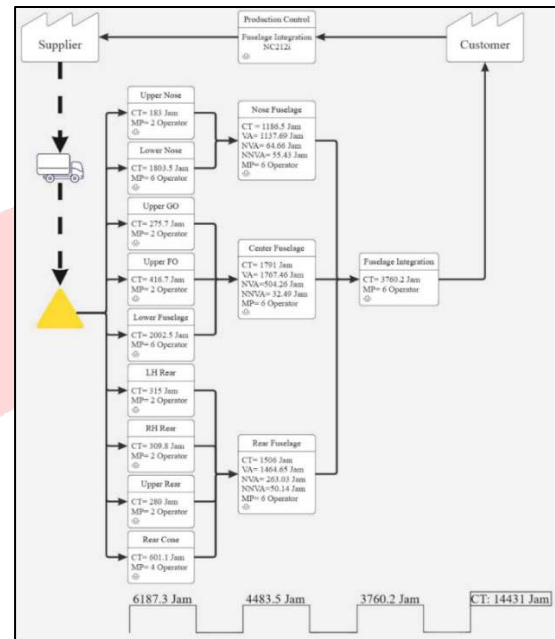 Production Control
Fuselage Integration
NC212i
Supplier
Customer
Upper Nose
CT= 183 Jam
MP= 2 Operator
Lower Nose
CT= 1803.5 Jam
MP= 6 Operator
Upper GO
CT= 275.7 Jam
MP= 2 Operator
Upper FO
CT= 416.7 Jam
MP= 2 Operator
Lower Fuselage
CT= 2002.5 Jam
MP= 6 Operator
LH Rear
CT= 315 Jam
MP= 2 Operator
RH Rear
CT= 309.8 Jam
MP= 2 Operator
Upper Rear
CT= 280 Jam
MP= 2 Operator
Rear Cone
CT= 601.1 Jam
MP= 4 Operator
Nose Fuselage
CT = 1186.5 Jam
VA= 1137.69 Jam
NVA= 64.66 Jam
NNVA= 55.43 Jam
MP= 6 Operator
Center Fuselage
CT= 1791 Jam
VA= 1767.46 Jam
NVA=504.26 Jam
NNVA= 32.49 Jam
MP= 6 Operator
Rear Fuselage
CT= 1506 Jam
VA= 1464.65 Jam
NVA= 263.03 Jam
NNVA=50.14 Jam
MP= 6 Operator
Fuselage Integration
CT= 3760.2 Jam
MP= 6 Operator
6187.3 Jam
4483.5 Jam
3760.2 Jam
CT: 14431 Jam